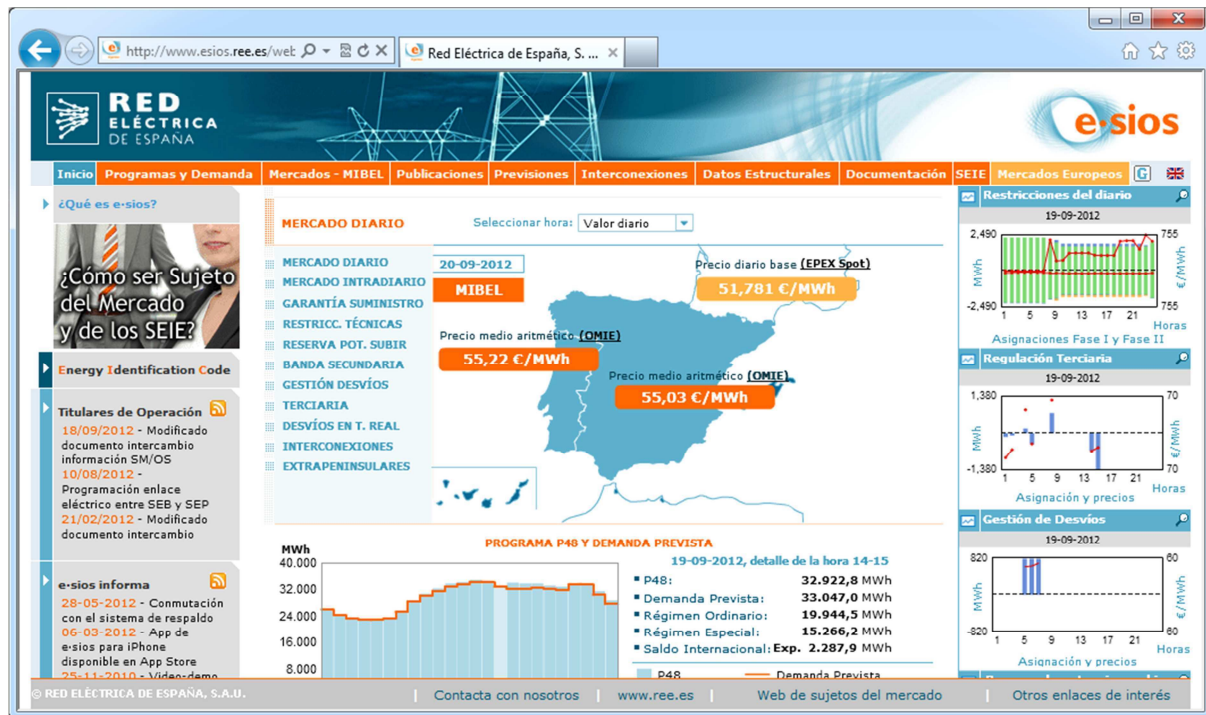 http://www.esios.ree.es/wet
Red Eléctrica de España, S. ...
RED
ELÉCTRICA
DE ESPAÑA
e·sios
Inicio
Programas y Demanda
Mercados - MIBEL
Publicaciones
Previsiones
Interconexiones
Datos Estructurales
Documentación
SEIE
Mercados Europeos
G
¿Qué es e·sios?
¿Cómo ser Sujeto
del Mercado
y de los SEIE?
Energy Identification Code
Titulares de Operación
18/09/2012 - Modificado
documento intercambio
información SM/OS
10/08/2012 -
Programación enlace
eléctrico entre SEB y SEP
21/02/2012 - Modificado
documento intercambio
e·sios informa
28-05-2012 - Conmutación
con el sistema de respaldo
06-03-2012 - App de
e·sios para iPhone
disponible en App Store
25-11-2010 - Video-demo
MERCADO DIARIO
Seleccionar hora: Valor diario
MERCADO DIARIO
MERCADO INTRADIARIO
GARANTÍA SUMINISTRO
RESTRICC. TÉCNICAS
RESERVA POT. SUBIR
BANDA SECUNDARIA
GESTIÓN DESVÍOS
TERCIARIA
DESVÍOS EN T. REAL
INTERCONEXIONES
EXTRAPENINSULARES
20-09-2012
MIBEL
Precio diario base (EPEX Spot)
51,781 €/MWh
Precio medio aritmético (OMIE)
55,22 €/MWh
Precio medio aritmético (OMIE)
55,03 €/MWh
PROGRAMA P48 Y DEMANDA PREVISTA
MWh
40.000
32.000
24.000
16.000
8.000
19-09-2012, detalle de la hora 14-15
P48: 32.922,8 MWh
Demanda Prevista: 33.047,0 MWh
Régimen Ordinario: 19.944,5 MWh
Régimen Especial: 15.266,2 MWh
Saldo Internacional: Exp. 2.287,9 MWh
P48 Demanda Prevista
Restricciones del diario
19-09-2012
2,490 755
MWh €/MWh
-2,490 755
1 5 9 13 17 21
Horas
Asignaciones Fase I y Fase II
Regulación Terciaria
19-09-2012
1,380 70
MWh €/MWh
-1,380 70
1 5 9 13 17 21
Horas
Asignación y precios
Gestión de Desvíos
19-09-2012
820 60
MWh €/MWh
-820 60
1 5 9 13 17 21
Horas
Asignación y precios
© RED ELÉCTRICA DE ESPAÑA, S.A.U.
| Contacta con nosotros | www.ree.es | Web de sujetos del mercado | Otros enlaces de interés